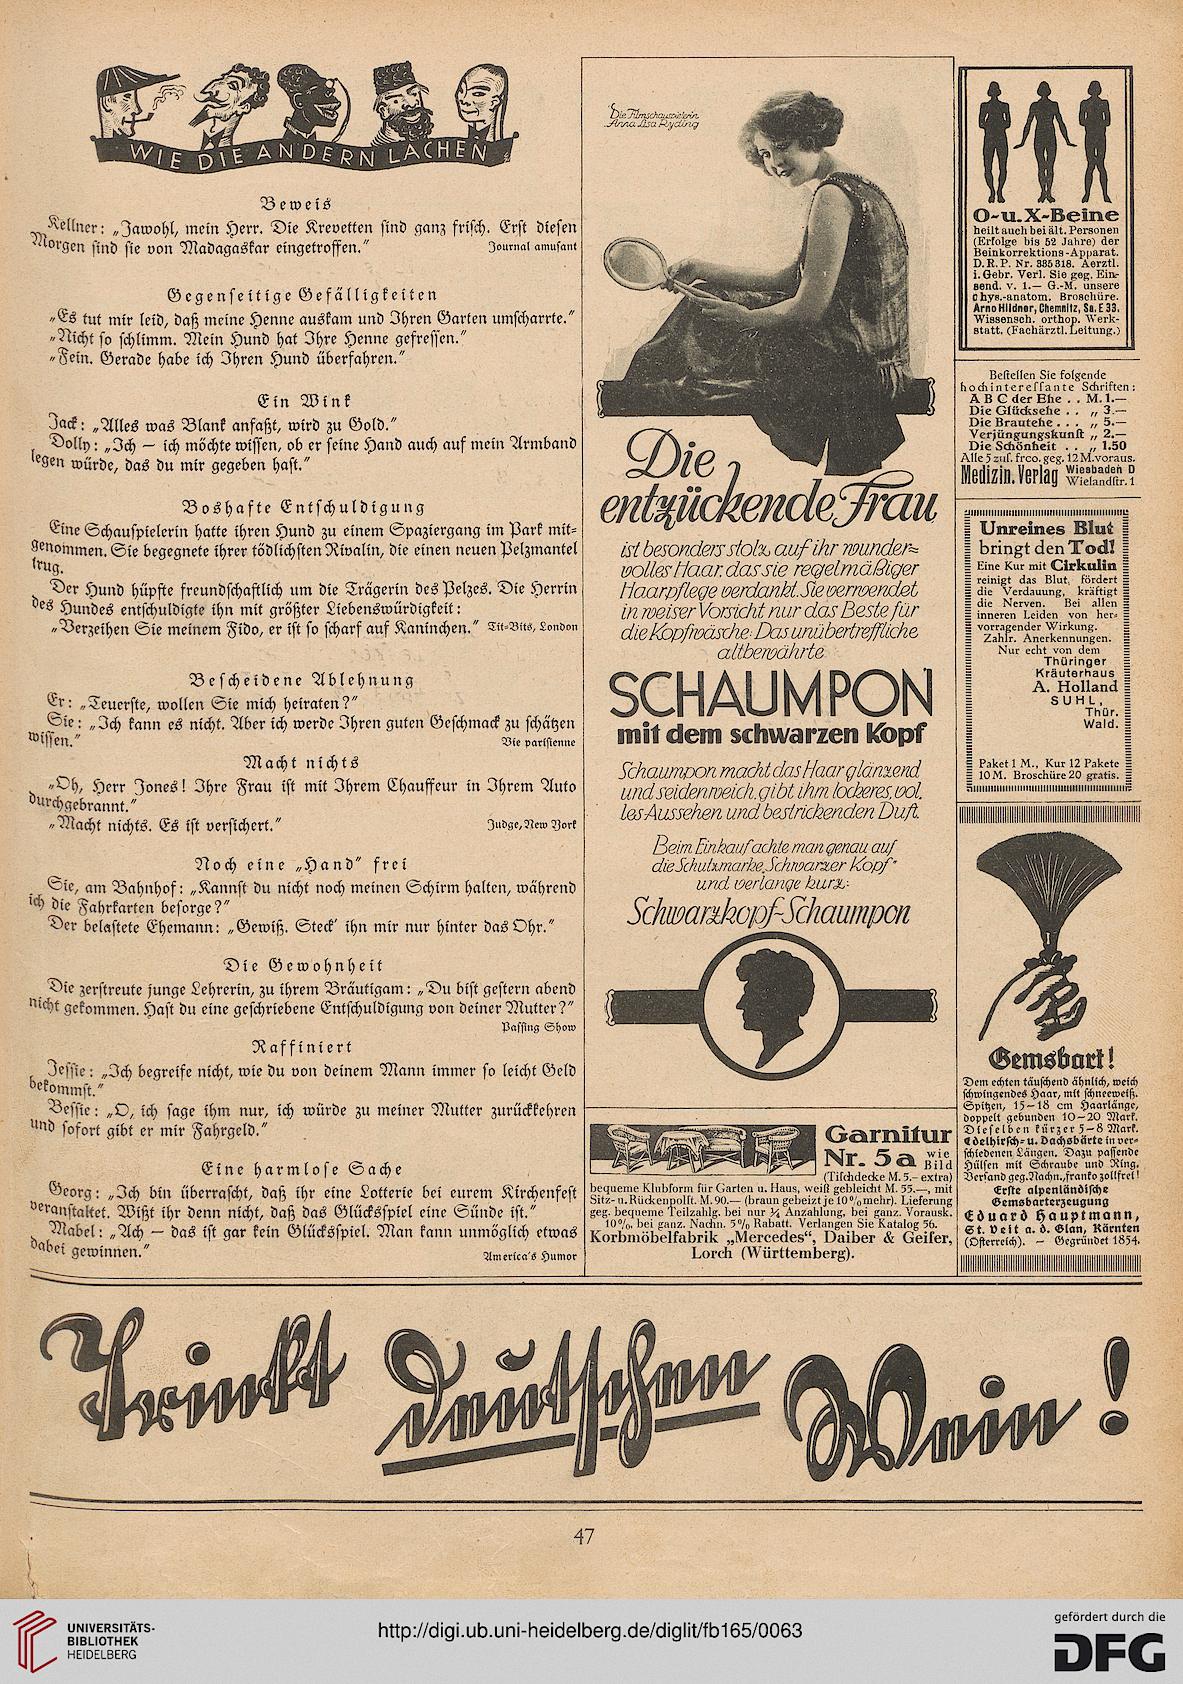 WIE DIE ANDERN LACHEN
Beweis
Kellner: „Jawohl, mein Herr. Die Krevetten sind ganz frisch. Erst diesen
Morgen sind sie von Madagaskar eingetroffen.“ Journal amusant
Gegenseitige Gefälligkeiten
„Es tut mir leid, daß meine Henne auskam und Ihren Garten umscharrte.“
„Nicht so schlimm. Mein Hund hat Ihre Henne gefressen.“
„Fein. Gerade habe ich Ihren Hund überfahren.“
Ein Wink
Jack: „Alles was Blank anfaßt, wird zu Gold.“
Dolly: „Ich — ich möchte wissen, ob er seine Hand auch auf mein Armband
legen würde, das du mir gegeben hast.“
Boshafte Entschuldigung
Eine Schauspielerin hatte ihren Hund zu einem Spaziergang im Park mit-
genommen. Sie begegnete ihrer tödlichsten Rivalin, die einen neuen Pelzmantel
trug.
Der Hund hüpfte freundschaftlich um die Trägerin des Pelzes. Die Herrin
des Hundes entschuldigte ihn mit größter Liebenswürdigkeit:
„Verzeihen Sie meinem Fido, er ist so scharf auf Kaninchen.“ Tit-Bits, London
Bescheidene Ablehnung
Er: „Teuerste, wollen Sie mich heiraten?“
Sie: „Ich kann es nicht. Aber ich werde Ihren guten Geschmack zu schätzen
wissen.“ Vie parisienne
Macht nichts
„Oh, Herr Jones! Ihre Frau ist mit Ihrem Chauffeur in Ihrem Auto
durchgebrannt.“
„Macht nichts. Es ist versichert.“ Judge, New York
Noch eine „Hand“ frei
Sie, am Bahnhof: „Kannst du nicht noch meinen Schirm halten, während
ich die Fahrkarten besorge?“
Der belastete Ehemann: „Gewiß. Steck' ihn mir nur hinter das Ohr.“
Die Gewohnheit
Die zerstreute junge Lehrerin, zu ihrem Bräutigam: „Du bist gestern abend
nicht gekommen. Hast du eine geschriebene Entschuldigung von deiner Mutter?“
Passing Show
Raffiniert
Jessie: „Ich begreife nicht, wie du von deinem Mann immer so leicht Geld
bekommst.“
Bessie: „O, ich sage ihm nur, ich würde zu meiner Mutter zurückkehren
und sofort gibt er mir Fahrgeld.“
Eine harmlose Sache
Georg: „Ich bin überrascht, daß ihr eine Lotterie bei eurem Kirchenfest
veranstaltet. Wißt ihr denn nicht, daß das Glücksspiel eine Sünde ist.“
Mabel: „Ach — das ist gar kein Glücksspiel. Man kann unmöglich etwas
dabei gewinnen.“ America's Humor
Die Filmschauspielerin
Anna Lisa Ryding
Die
entzückende Frau
ist besonders stolz auf ihr wunder-
volles Haar, das sie regelmäßiger
Haarpflege verdankt. Sie verwendet
in weiser Vorsicht nur das Beste für
die Kopfwäsche: Das unübertreffliche
altbewährte
SCHAUMPON
mit dem schwarzen Kopf
Schaumpon macht das Haar glänzend
und seidenweich, gibt ihm lockeres, vol-
les Aussehen und bestrickenden Duft.
Beim Einkauf achte man genau auf
die Schutzmarke „Schwarzer Kopf“
und verlange kurz:
Schwarzkopf-Schaumpon
Garnitur
Nr. 5a wie Bild
(Tischdecke M. 5.– extra)
bequeme Klubform für Garten u. Haus, weiß gebleicht M. 55.—, mit
Sitz- u. Rückenpolst. M. 90.— (braun gebeizt je 10% mehr). Lieferung
geg. bequeme Teilzahlg. bei nur ¼ Anzahlung, bei ganz. Vorausk.
10%, bei ganz. Nachn. 5% Rabatt. Verlangen Sie Katalog 56.
Korbmöbelfabrik „Mercedes“, Daiber & Geiser,
Lorch (Württemberg).
O- u. X-Beine
heilt auch bei ält. Personen
(Erfolge bis 52 Jahre) der
Beinkorrektions-Apparat.
D. R. P. Nr. 335318. Aerztl.
i. Gebr. Verl. Sie geg. Ein-
send. v. 1.— G.-M. unsere
phys.-anatom. Broschüre.
Arno Hildner, Chemnitz, Sa. E 33.
Wissensch. orthop. Werk-
statt. (Fachärztl. Leitung.)
Bestellen Sie folgende
hochinteressante Schriften:
A B C der Ehe . . M. 1.—
Die Glücksehe . . „ 3.—
Die Brautehe . . . „ 5.—
Verjüngungskunst „ 2.—
Die Schönheit . . „ 1.50
Alle 5 zus. frco. geg. 12 M. voraus.
Medizin. Verlag Wiesbaden D
Wielandstr. 1
Unreines Blut
bringt den Tod!
Eine Kur mit Cirkulin
reinigt das Blut, fördert
die Verdauung, kräftigt
die Nerven. Bei allen
inneren Leiden von her-
vorragender Wirkung.
Zahlr. Anerkennungen.
Nur echt von dem
Thüringer
Kräuterhaus
A. Holland
SUHL,
Thür.
Wald.
Paket 1 M., Kur 12 Pakete
10 M. Broschüre 20 gratis.
Gemsbart!
Dem echten täuschend ähnlich, weich
schwingendes Haar, mit schneeweiß.
Spitzen, 15–18 cm Haarlänge,
doppelt gebunden 10–20 Mark.
Dieselben kürzer 5–8 Mark.
Edelhirsch- u. Dachsbärte in ver-
schiedenen Längen. Dazu passende
Hülsen mit Schraube und Ring.
Versand geg. Nachn., franko zollfrei!
Erste alpenländische
Gemsbarterzeugung
Eduard Hauptmann,
St. Veit a. d. Glan, Kärnten
(Österreich). — Gegründet 1854.
Trinkt deutschen Wein!
47
UNIVERSITÄTS-
BIBLIOTHEK
HEIDELBERG
http://digi.ub.uni-heidelberg.de/diglit/fb165/0063
gefördert durch die
DFG